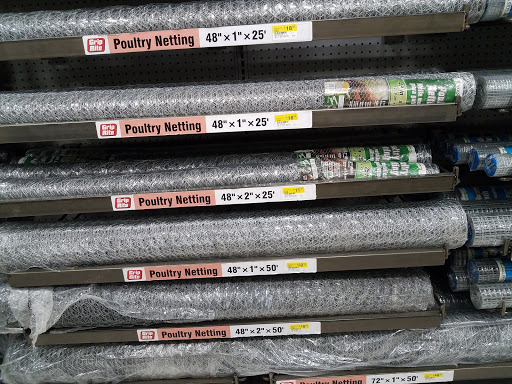 Grip Rite Poultry Netting 48" × 1" × 25'
Grip Rite Poultry Netting 48" × 1" × 25'
Grip Rite Poultry Netting 48" × 2" × 25'
Grip Rite Poultry Netting 48" × 1" × 50'
Grip Rite Poultry Netting 48" × 2" × 50'
Poultry Netting 72" × 1" × 50'